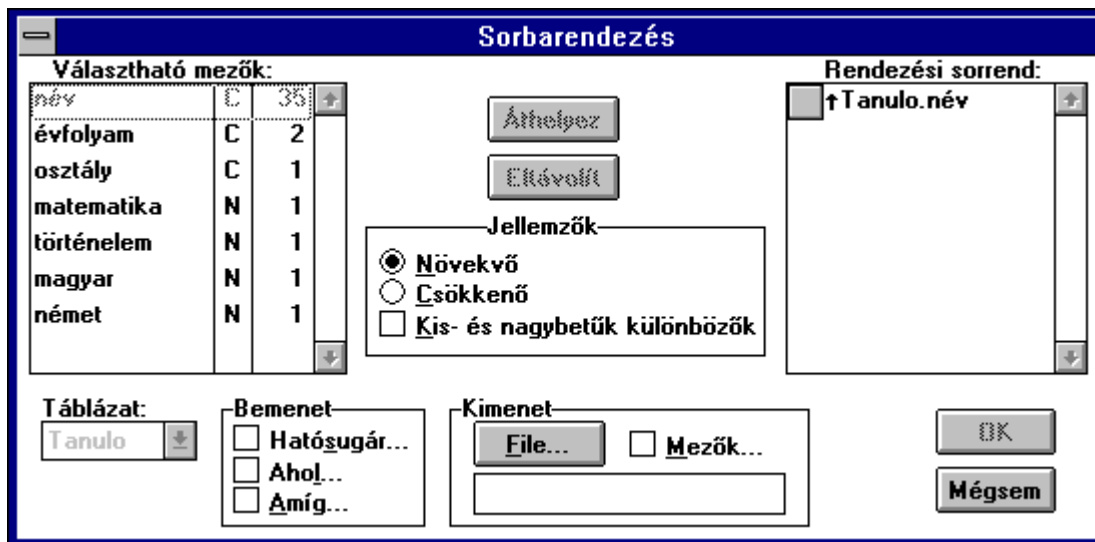 Sorbarendezés
Választható mezők:
név C 35
évfolyam C 2
osztály C 1
matematika N 1
történelem N 1
magyar N 1
német N 1
Áthelyez
Eltávolít
Jellemzők
Növekvő
Csökkenő
Kis- és nagybetűk különbözők
Rendezési sorrend:
↑Tanulo.név
Táblázat:
Tanulo
Bemenet
Hatósugár...
Ahol...
Amíg...
Kimenet
File...
Mezők...
OK
Mégsem